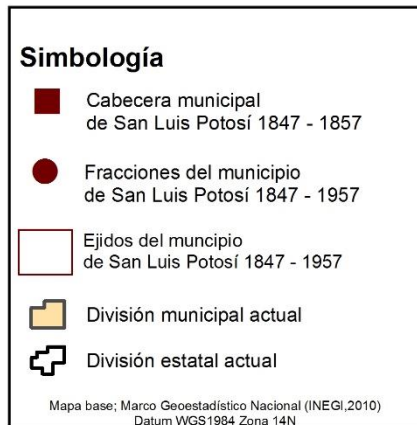 Simbología
Cabecera municipal
de San Luis Potosí 1847 - 1857
Fracciones del municipio
de San Luis Potosí 1847 - 1957
Ejidos del muncipio
de San Luis Potosí 1847 - 1957
División municipal actual
División estatal actual
Mapa base; Marco Geoestadístico Nacional (INEGI,2010)
Datum WGS1984 Zona 14N